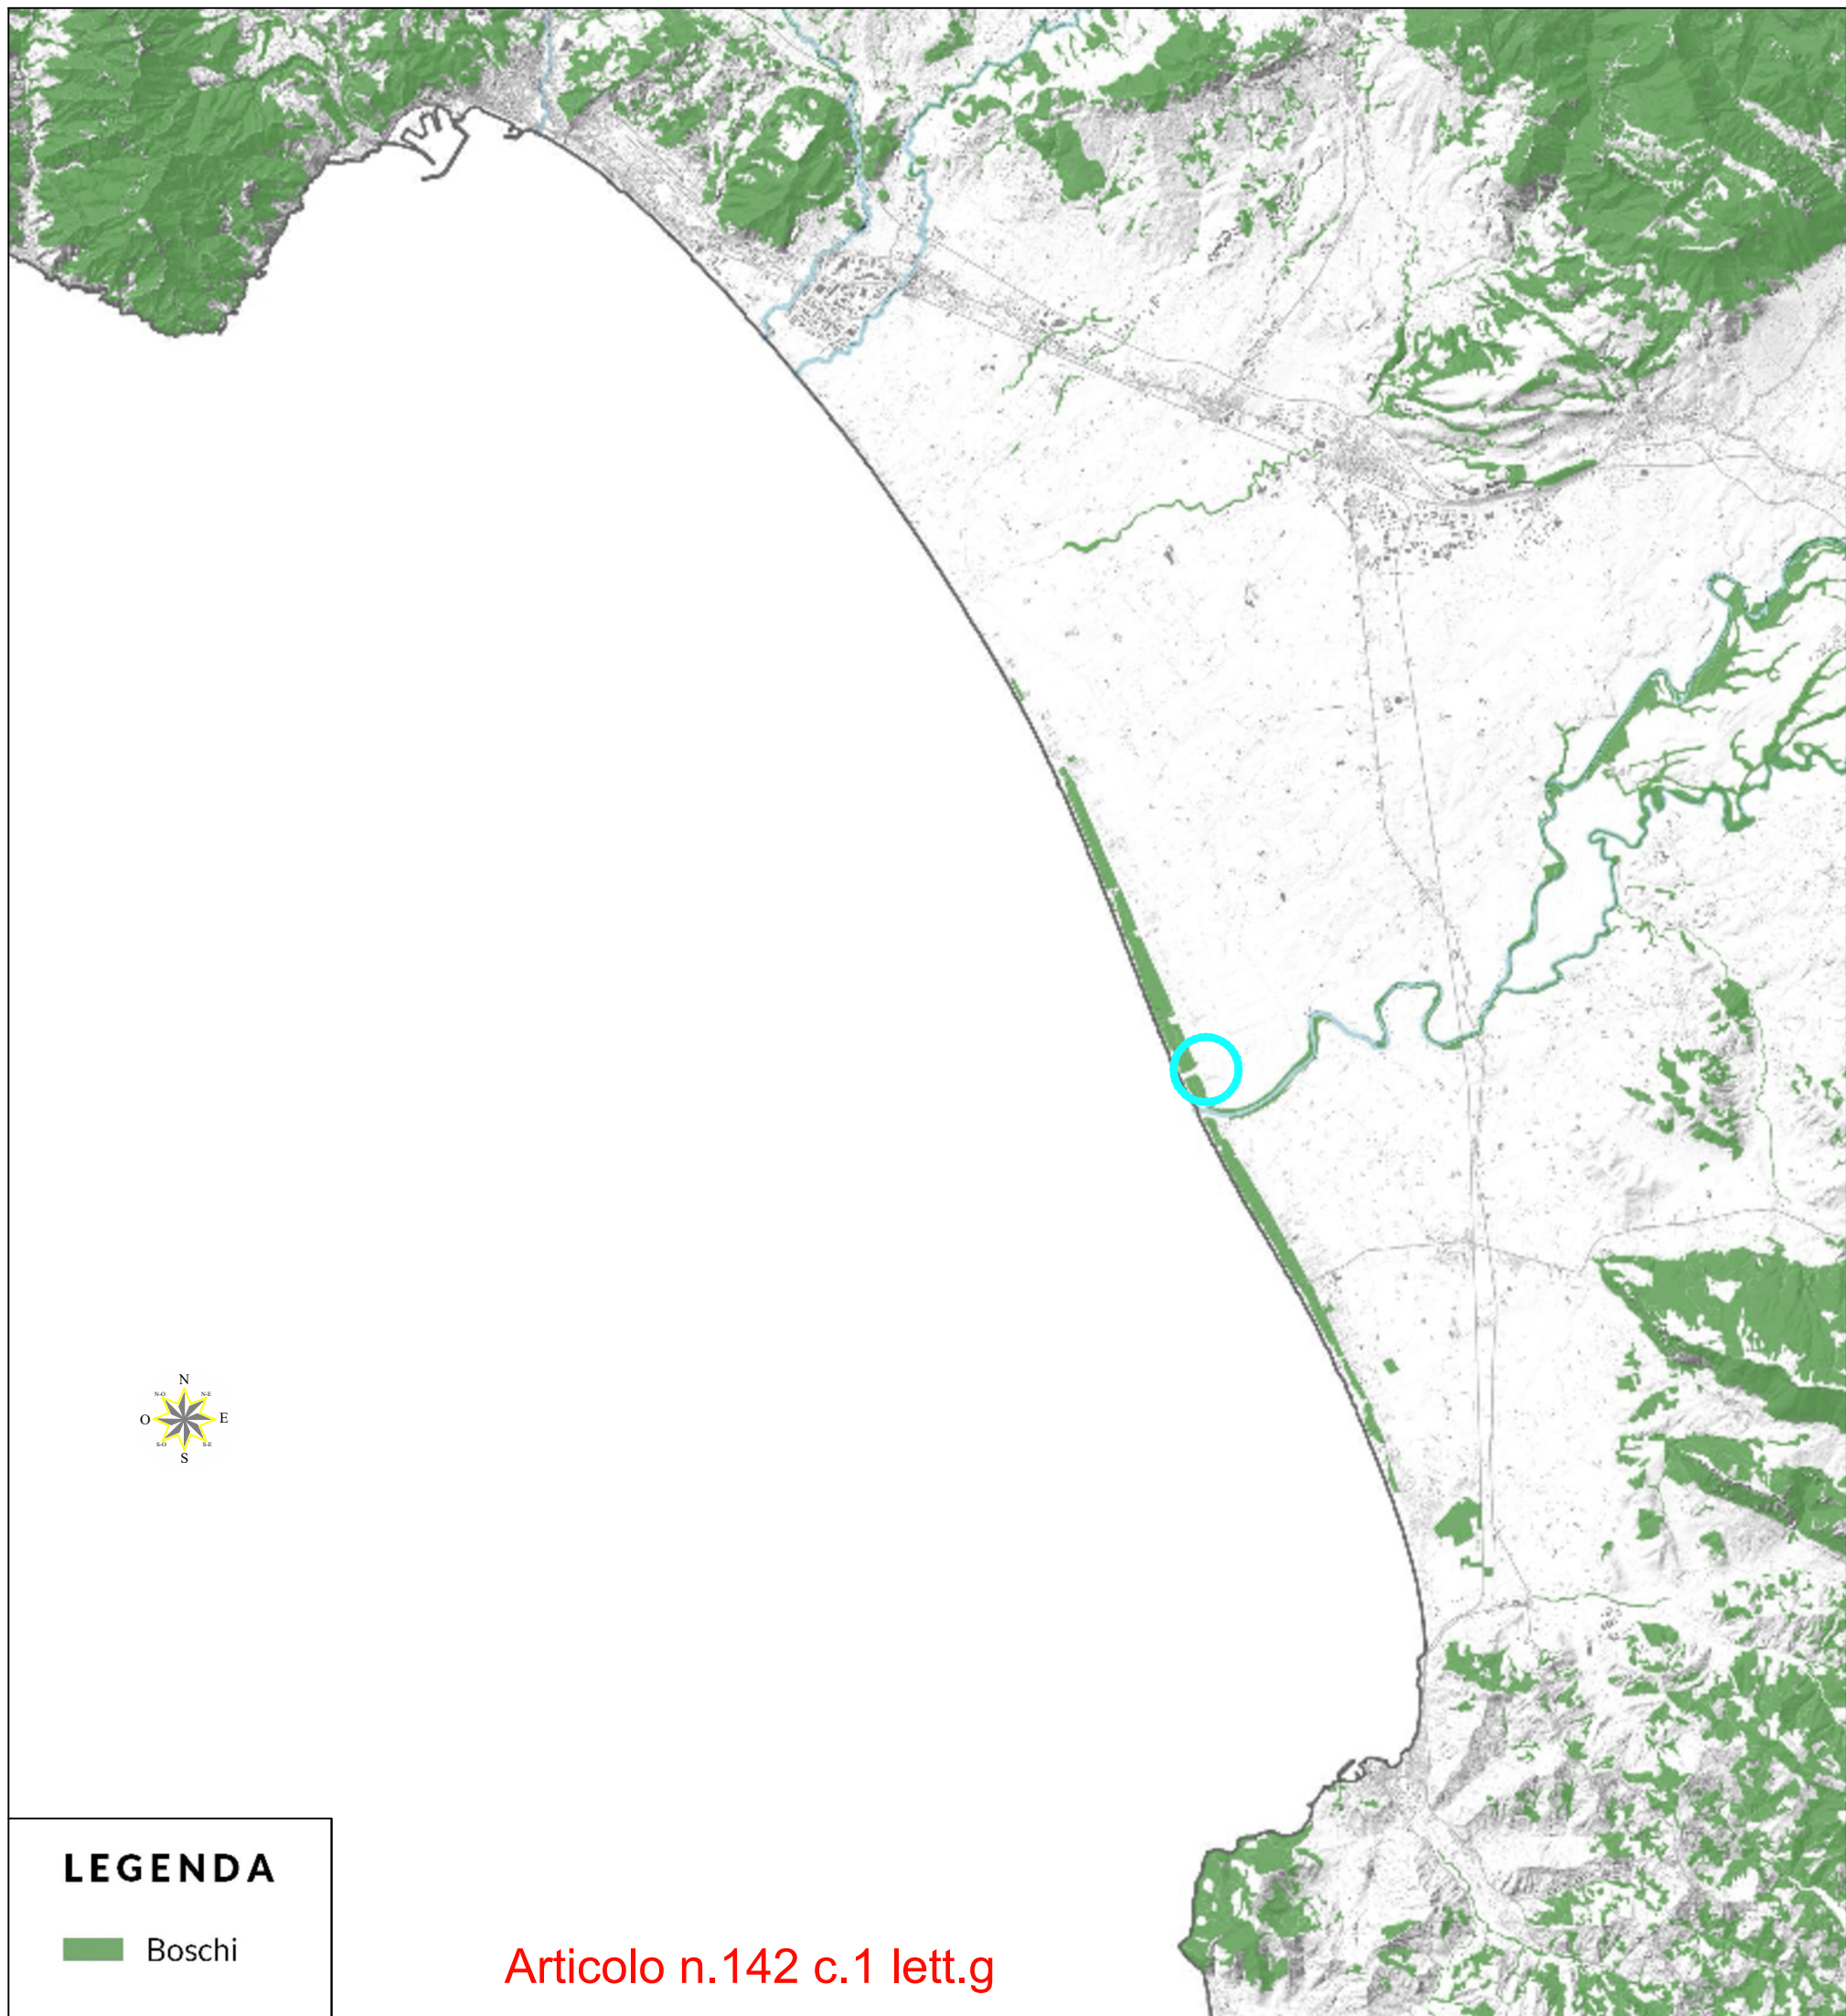 N
N-O N-E
O E
S-O S-E
S
LEGENDA
Boschi
Articolo n.142 c.1 lett.g